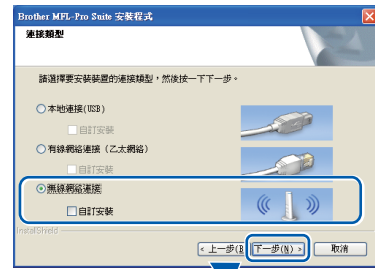 Brother MFL-Pro Suite 安裝程式
連接類型
請選擇要安裝裝置的連接類型，然後按一下下一步。
本地連接(USB)
自訂安裝
有線網絡連接（乙太網絡）
自訂安裝
無線網絡連接
自訂安裝
InstallShield
< 上一步(B) 下一步(N) > 取消